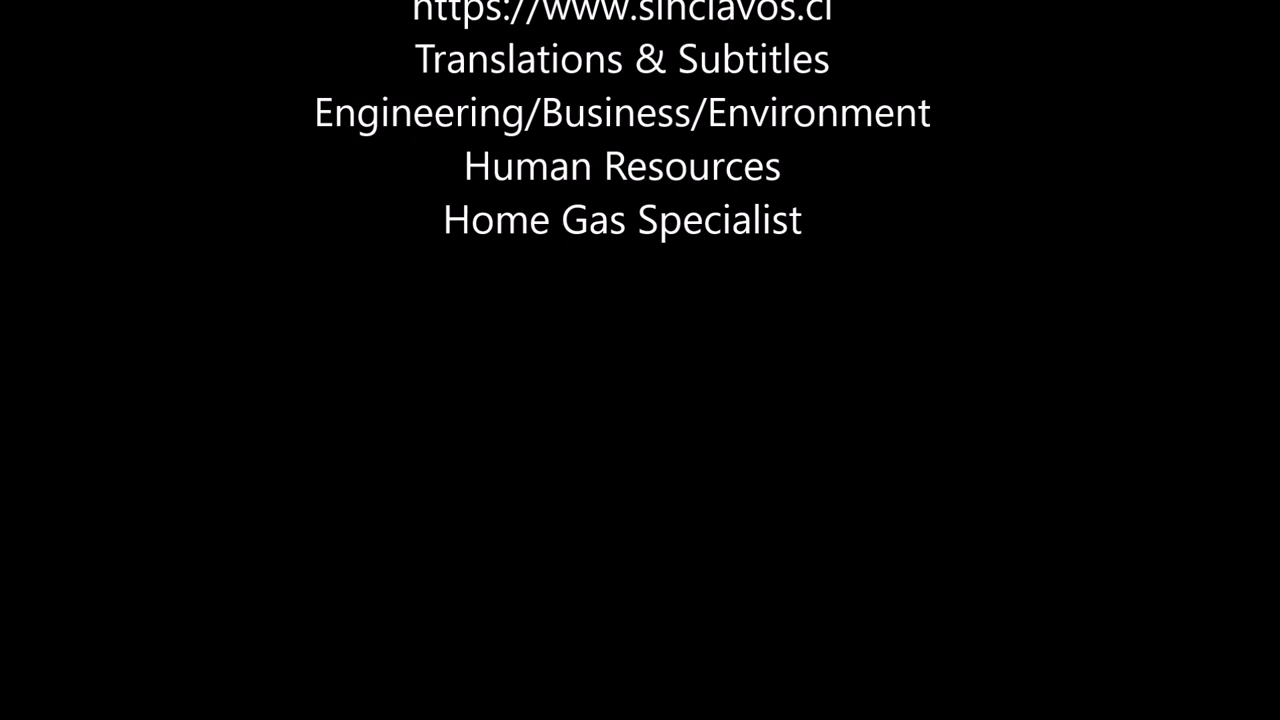 https://www.sinclavos.cl
Translations & Subtitles
Engineering/Business/Environment
Human Resources
Home Gas Specialist